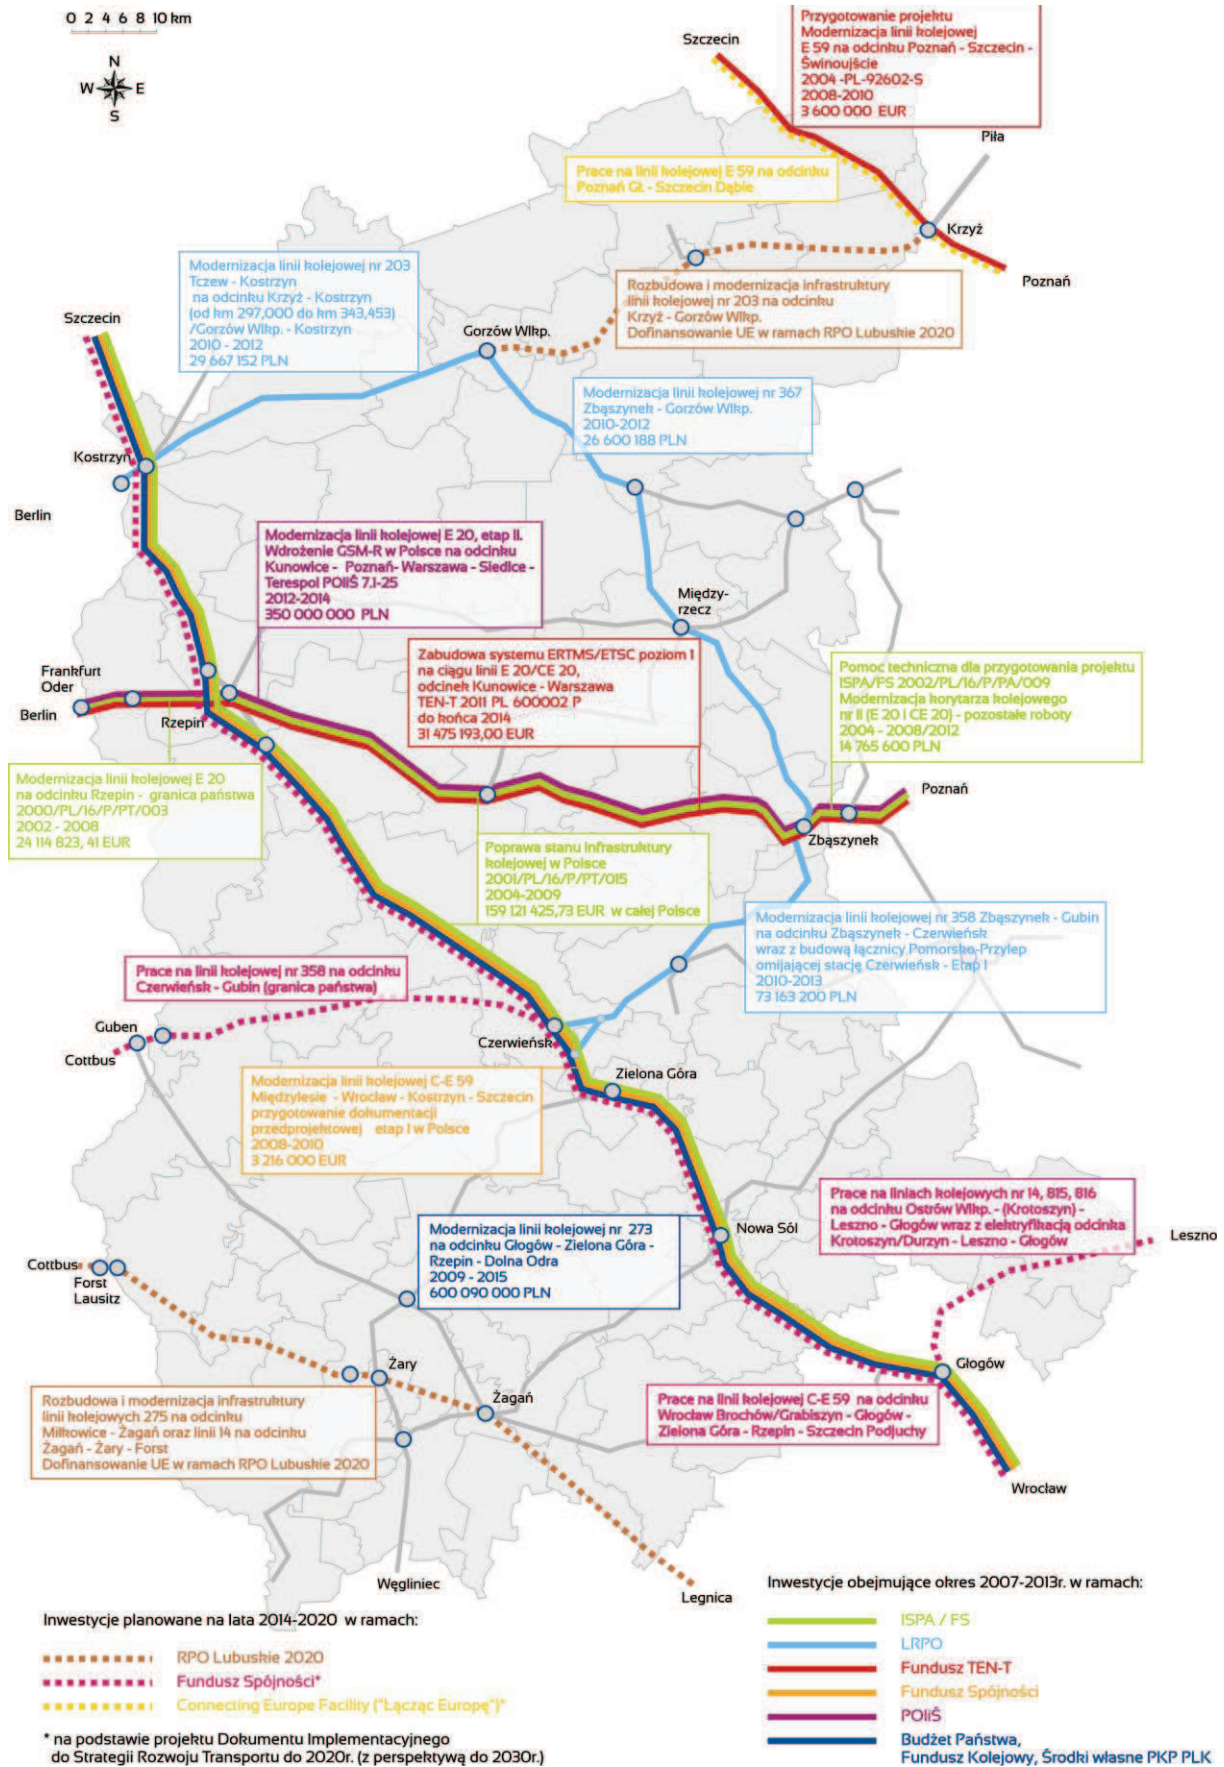 0 2 4 6 8 10 km
N
W E
S
Szczecin
Przygotowanie projektu
Modernizacja linii kolejowej
E 59 na odcinku Poznań - Szczecin -
Świnoujście
2004 -PL-92602-S
2008-2010
3 600 000 EUR
Piła
Prace na linii kolejowej E 59 na odcinku
Poznań Gł. - Szczecin Dąbie
Krzyż
Poznań
Modernizacja linii kolejowej nr 203
Tczew - Kostrzyn
na odcinku Krzyż - Kostrzyn
(od km 297,000 do km 343,453)
/Gorzów Wlkp. - Kostrzyn
2010 - 2012
29 667 152 PLN
Rozbudowa i modernizacja infrastruktury
linii kolejowej nr 203 na odcinku
Krzyż - Gorzów Wlkp.
Dofinansowanie UE w ramach RPO Lubuskie 2020
Szczecin
Gorzów Wlkp.
Modernizacja linii kolejowej nr 367
Zbąszynek - Gorzów Wlkp.
2010-2012
26 600 188 PLN
Kostrzyn
Berlin
Modernizacja linii kolejowej E 20, etap II.
Wdrożenie GSM-R w Polsce na odcinku
Kunowice - Poznań- Warszawa - Siedlce -
Terespol POIiŚ 7.1-25
2012-2014
350 000 000 PLN
Między-
rzecz
Zabudowa systemu ERTMS/ETSC poziom 1
na ciągu linii E 20/CE 20,
odcinek Kunowice - Warszawa
TEN-T 2011 PL 600002 P
do końca 2014
31 475 193,00 EUR
Pomoc techniczna dla przygotowania projektu
ISPA/FS 2002/PL/16/P/PA/009
Modernizacja korytarza kolejowego
nr II (E 20 i CE 20) - pozostałe roboty
2004 - 2008/2012
14 765 600 PLN
Frankfurt
Oder
Berlin
Rzepin
Poznań
Zbąszynek
Modernizacja linii kolejowej E 20
na odcinku Rzepin - granica państwa
2000/PL/16/P/PT/003
2002 - 2008
24 114 823, 41 EUR
Poprawa stanu infrastruktury
kolejowej w Polsce
2001/PL/16/P/PT/015
2004-2009
159 121 425,73 EUR w całej Polsce
Modernizacja linii kolejowej nr 358 Zbąszynek - Gubin
na odcinku Zbąszynek - Czerwieńsk
wraz z budową łącznicy Pomorsko-Przylep
omijającej stację Czerwieńsk - Etap I
2010-2013
73 163 200 PLN
Prace na linii kolejowej nr 358 na odcinku
Czerwieńsk - Gubin (granica państwa)
Guben
Cottbus
Czerwieńsk
Zielona Góra
Modernizacja linii kolejowej C-E 59
Międzylesie - Wrocław - Kostrzyn - Szczecin
przygotowanie dokumentacji
przedprojektowej etap I w Polsce
2008-2010
3 216 000 EUR
Prace na liniach kolejowych nr 14, 815, 816
na odcinku Ostrów Wlkp. - (Krotoszyn) -
Leszno - Głogów wraz z elektryfikacją odcinka
Krotoszyn/Durzyn - Leszno - Głogów
Leszno
Modernizacja linii kolejowej nr 273
na odcinku Głogów - Zielona Góra -
Rzepin - Dolna Odra
2009 - 2015
600 090 000 PLN
Nowa Sól
Cottbus
Forst
Lausitz
Żary
Żagań
Głogów
Rozbudowa i modernizacja infrastruktury
linii kolejowych 275 na odcinku
Miłkowice - Żagań oraz linii 14 na odcinku
Żagań - Żary - Forst
Dofinansowanie UE w ramach RPO Lubuskie 2020
Prace na linii kolejowej C-E 59 na odcinku
Wrocław Brochów/Grabiszyn - Głogów -
Zielona Góra - Rzepin - Szczecin Podjuchy
Wrocław
Węgliniec
Legnica
Inwestycje planowane na lata 2014-2020 w ramach:
RPO Lubuskie 2020
Fundusz Spójności*
Connecting Europe Facility ("Łącząc Europę")*
* na podstawie projektu Dokumentu Implementacyjnego
do Strategii Rozwoju Transportu do 2020r. (z perspektywą do 2030r.)
Inwestycje obejmujące okres 2007-2013r. w ramach:
ISPA / FS
LRPO
Fundusz TEN-T
Fundusz Spójności
POIiŚ
Budżet Państwa,
Fundusz Kolejowy, Środki własne PKP PLK